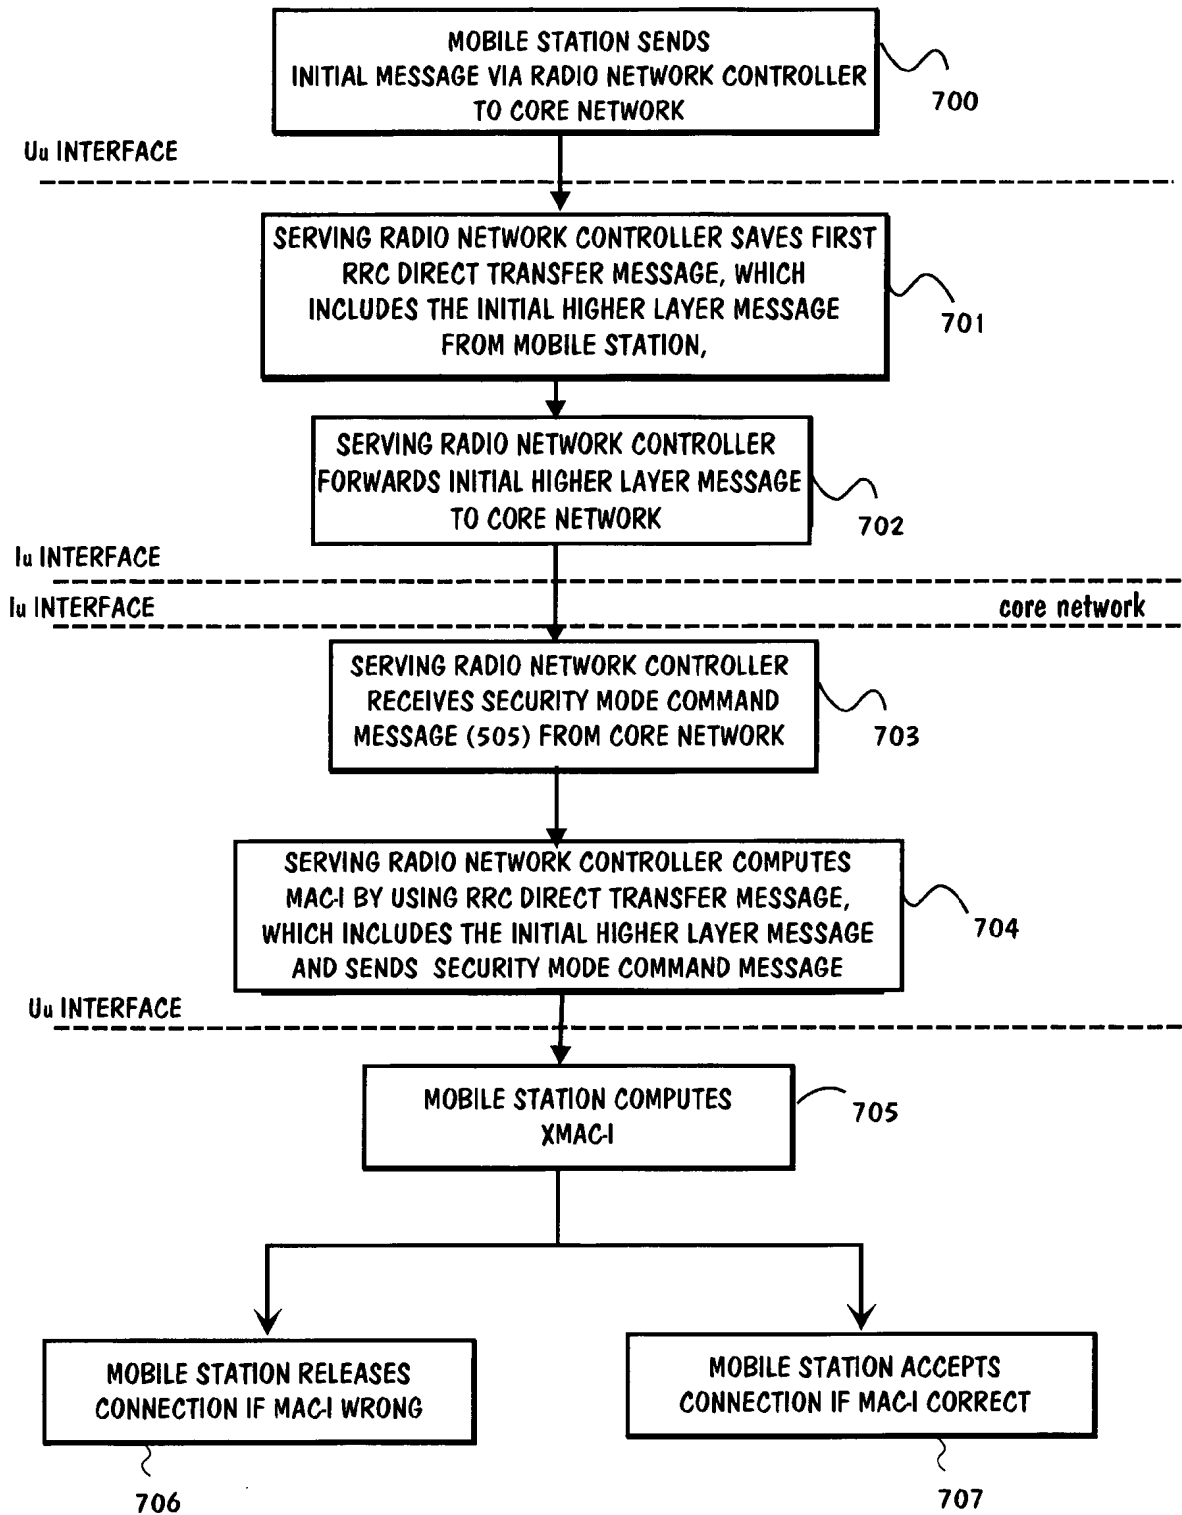 MOBILE STATION SENDS
INITIAL MESSAGE VIA RADIO NETWORK CONTROLLER
TO CORE NETWORK
700
Uu INTERFACE
SERVING RADIO NETWORK CONTROLLER SAVES FIRST
RRC DIRECT TRANSFER MESSAGE, WHICH
INCLUDES THE INITIAL HIGHER LAYER MESSAGE
FROM MOBILE STATION,
701
SERVING RADIO NETWORK CONTROLLER
FORWARDS INITIAL HIGHER LAYER MESSAGE
TO CORE NETWORK
702
Iu INTERFACE
Iu INTERFACE
core network
SERVING RADIO NETWORK CONTROLLER
RECEIVES SECURITY MODE COMMAND
MESSAGE (505) FROM CORE NETWORK
703
SERVING RADIO NETWORK CONTROLLER COMPUTES
MAC-I BY USING RRC DIRECT TRANSFER MESSAGE,
WHICH INCLUDES THE INITIAL HIGHER LAYER MESSAGE
AND SENDS SECURITY MODE COMMAND MESSAGE
704
Uu INTERFACE
MOBILE STATION COMPUTES
XMAC-I
705
MOBILE STATION RELEASES
CONNECTION IF MAC-I WRONG
706
MOBILE STATION ACCEPTS
CONNECTION IF MAC-I CORRECT
707